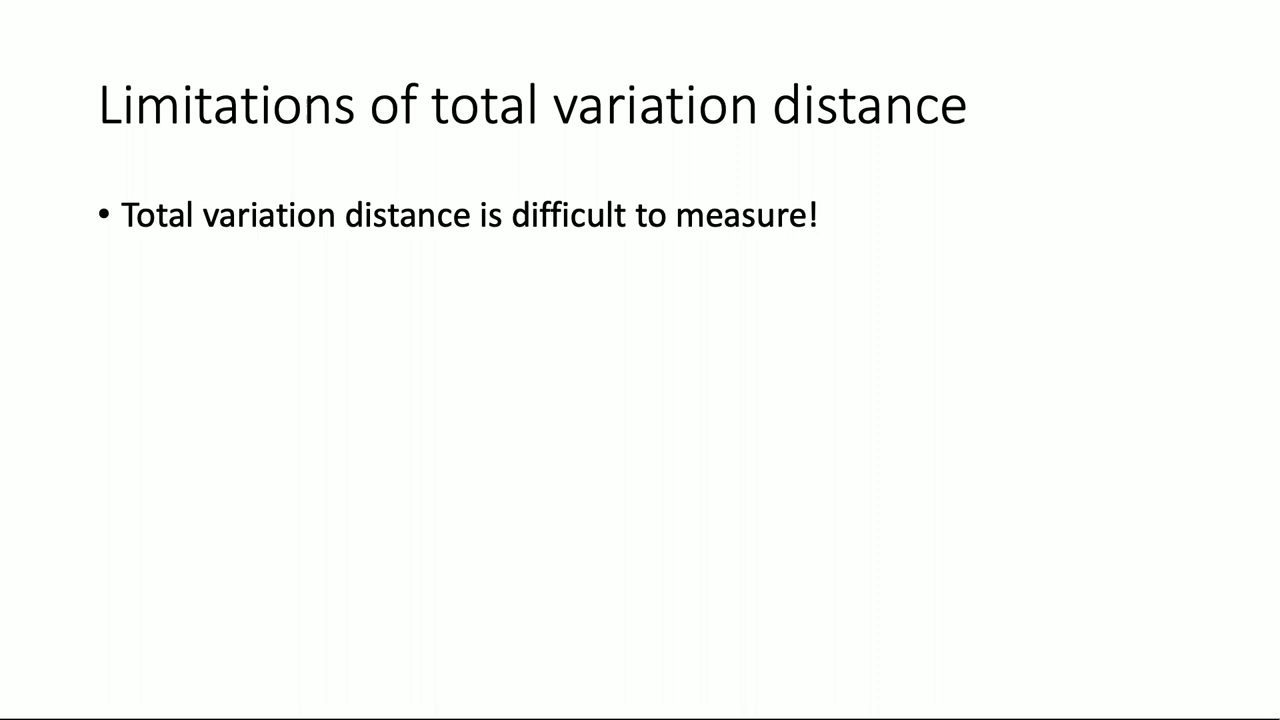 Limitations of total variation distance
• Total variation distance is difficult to measure!